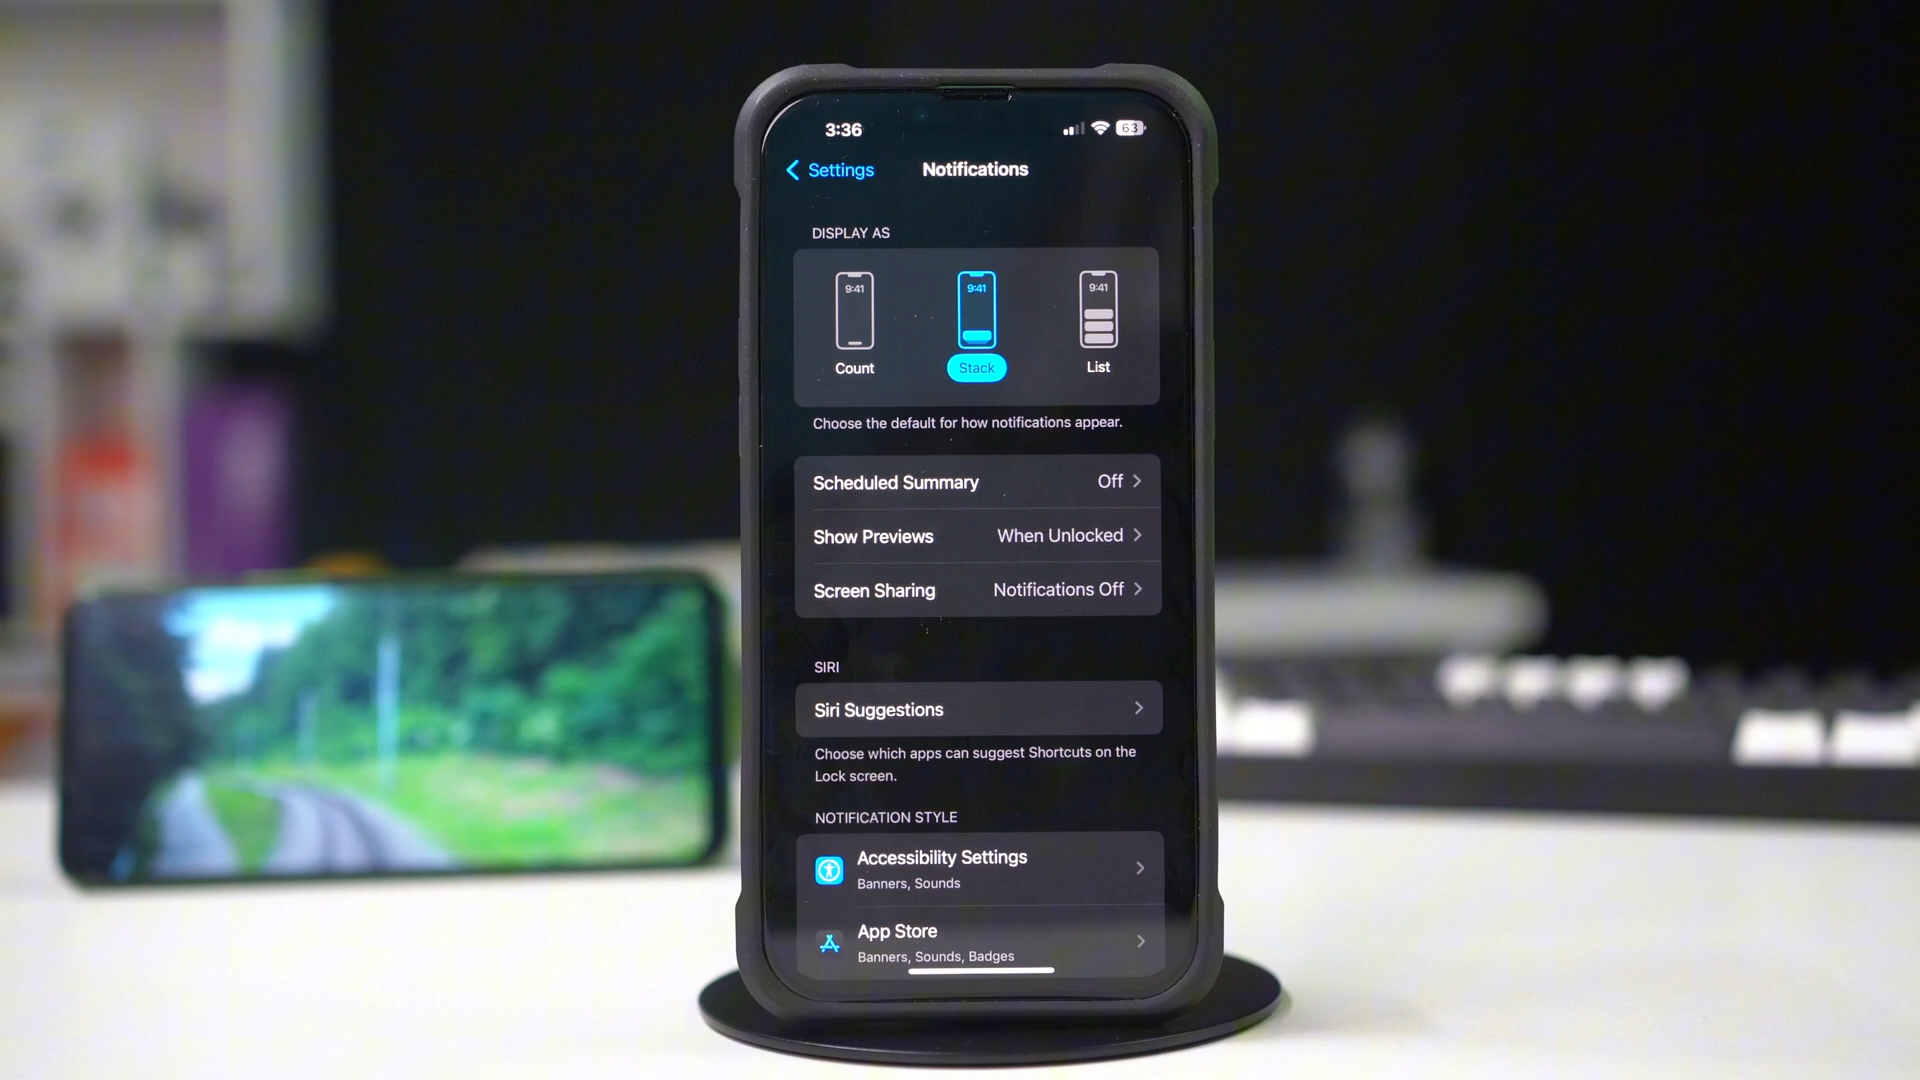 3:36
63
Settings
Notifications
DISPLAY AS
9:41
9:41
9:41
Count
Stack
List
Choose the default for how notifications appear.
Scheduled Summary Off
Show Previews When Unlocked
Screen Sharing Notifications Off
SIRI
Siri Suggestions
Choose which apps can suggest Shortcuts on the
Lock screen.
NOTIFICATION STYLE
Accessibility Settings
Banners, Sounds
App Store
Banners, Sounds, Badges